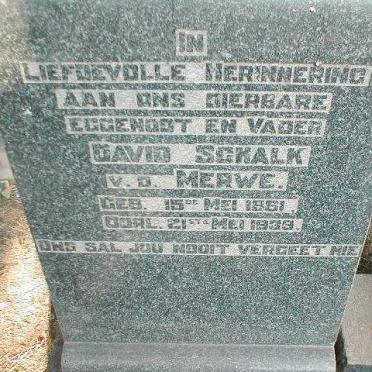 IN
LIEFDEVOLLE HERINNERING
AAN ONS DIERBARE
EGGENOOT EN VADER
DAVID SCHALK
V.D. MERWE.
GEB. 15DE MEI 1881.
OORL. 21STE MEI 1939.
ONS SAL JOU NOOIT VERGEET NIE